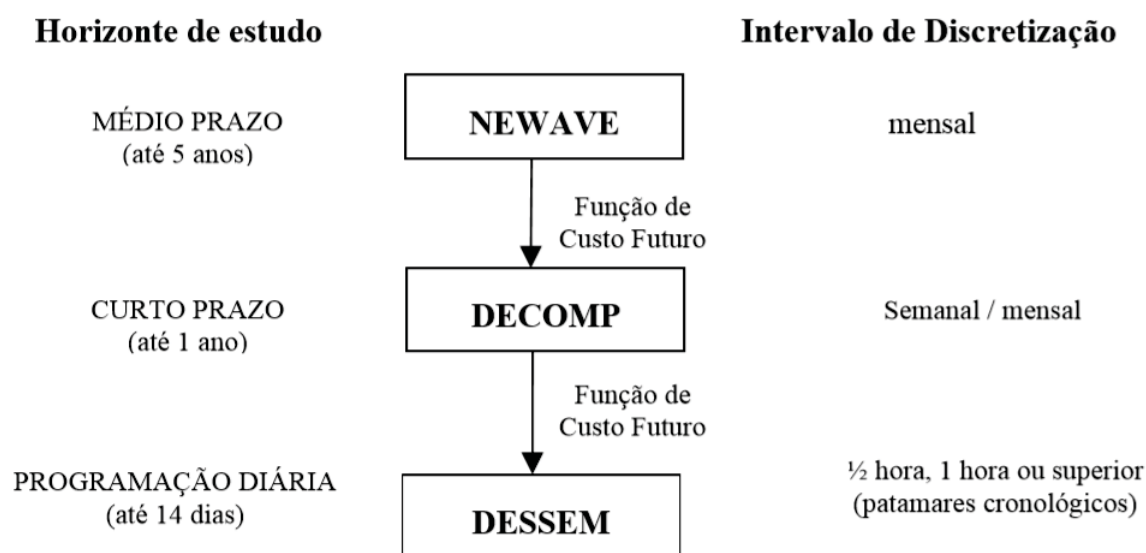 Horizonte de estudo
Intervalo de Discretização
MÉDIO PRAZO
(até 5 anos)
NEWAVE
mensal
Função de
Custo Futuro
CURTO PRAZO
(até 1 ano)
DECOMP
Semanal / mensal
Função de
Custo Futuro
PROGRAMAÇÃO DIÁRIA
(até 14 dias)
DESSEM
½ hora, 1 hora ou superior
(patamares cronológicos)